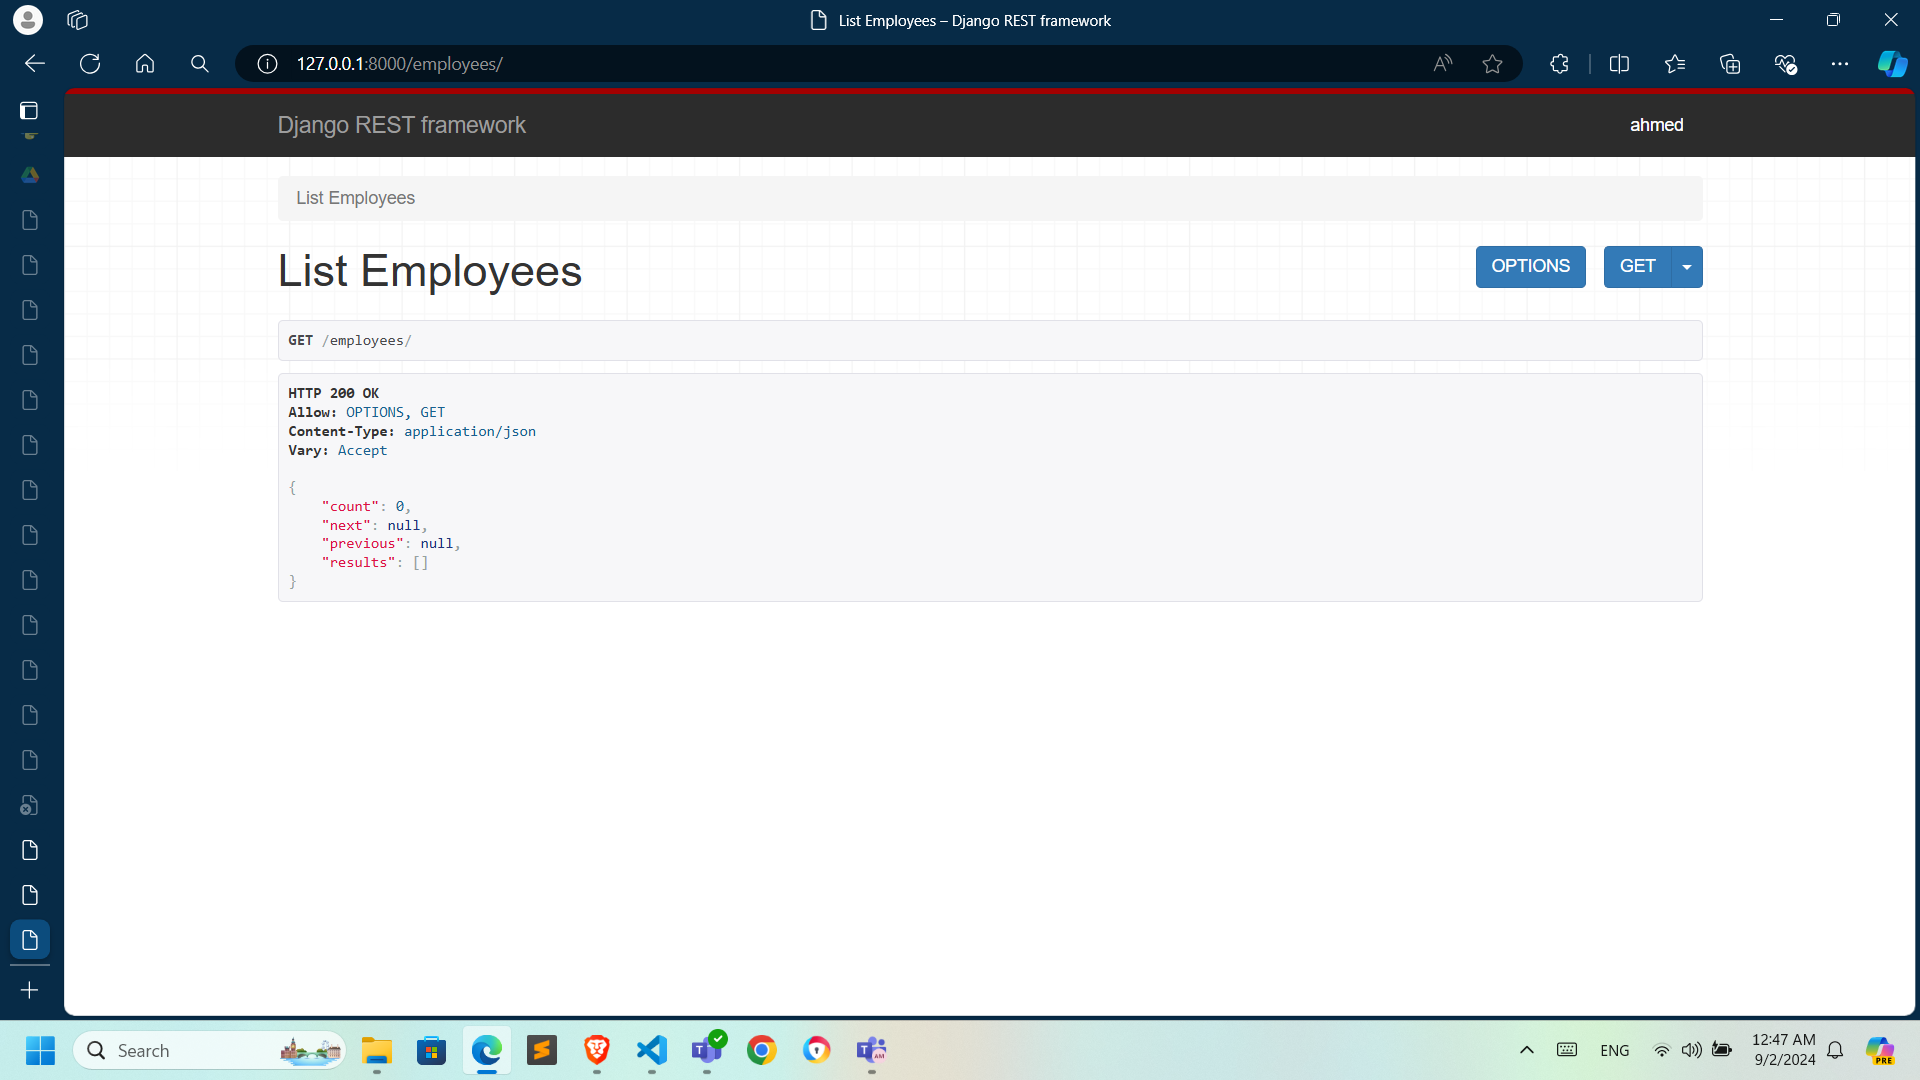 List Employees – Django REST framework
127.0.0.1:8000/employees/
Django REST framework
ahmed
List Employees
List Employees
OPTIONS
GET
GET /employees/
HTTP 200 OK
Allow: OPTIONS, GET
Content-Type: application/json
Vary: Accept
{
"count": 0,
"next": null,
"previous": null,
"results": []
}
Search
ENG
12:47 AM
9/2/2024
PRE